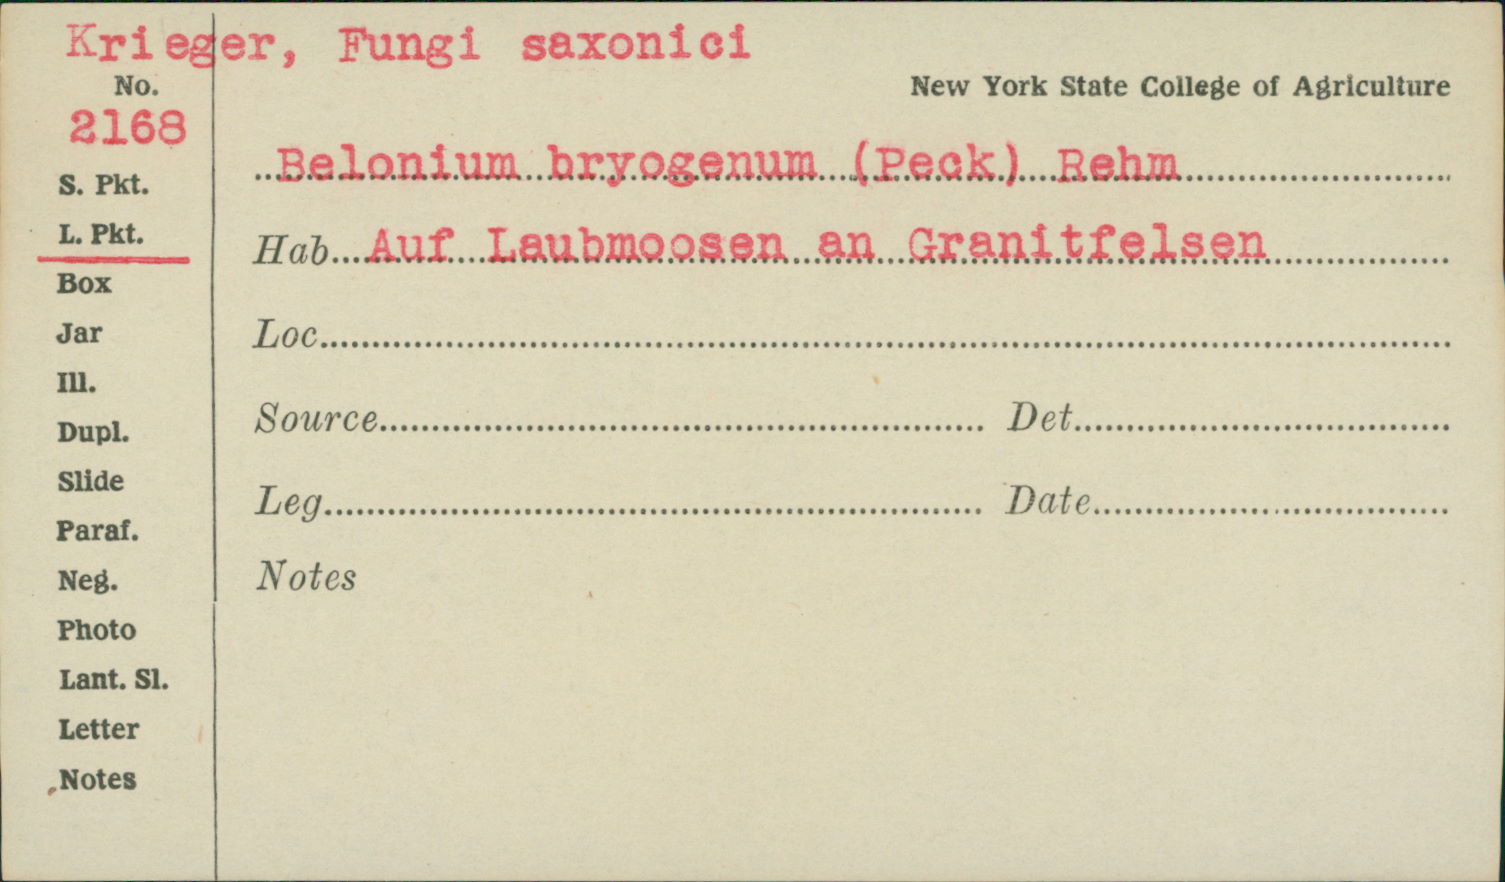 Krieger, Fungi saxonici
No.
New York State College of Agriculture
2168
Belonium bryogenum (Peck) Rehm
S. Pkt.
L. Pkt.
Hab. Auf Laubmoosen an Granitfelsen
Box
Jar
Loc.
Ill.
Dupl.
Source
Det.
Slide
Leg.
Date
Paraf.
Neg.
Notes
Photo
Lant. Sl.
Letter
Notes